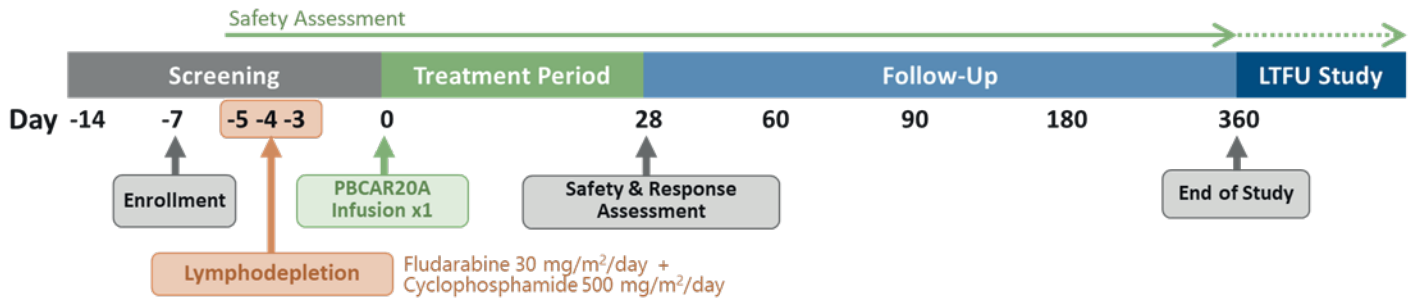 Safety Assessment
Screening Treatment Period Follow-Up LTFU Study
Day -14 -7 -5 -4 -3 0 28 60 90 180 360
Enrollment
PBCAR20A
Infusion x1
Safety & Response
Assessment
End of Study
Lymphodepletion
Fludarabine 30 mg/m²/day +
Cyclophosphamide 500 mg/m²/day